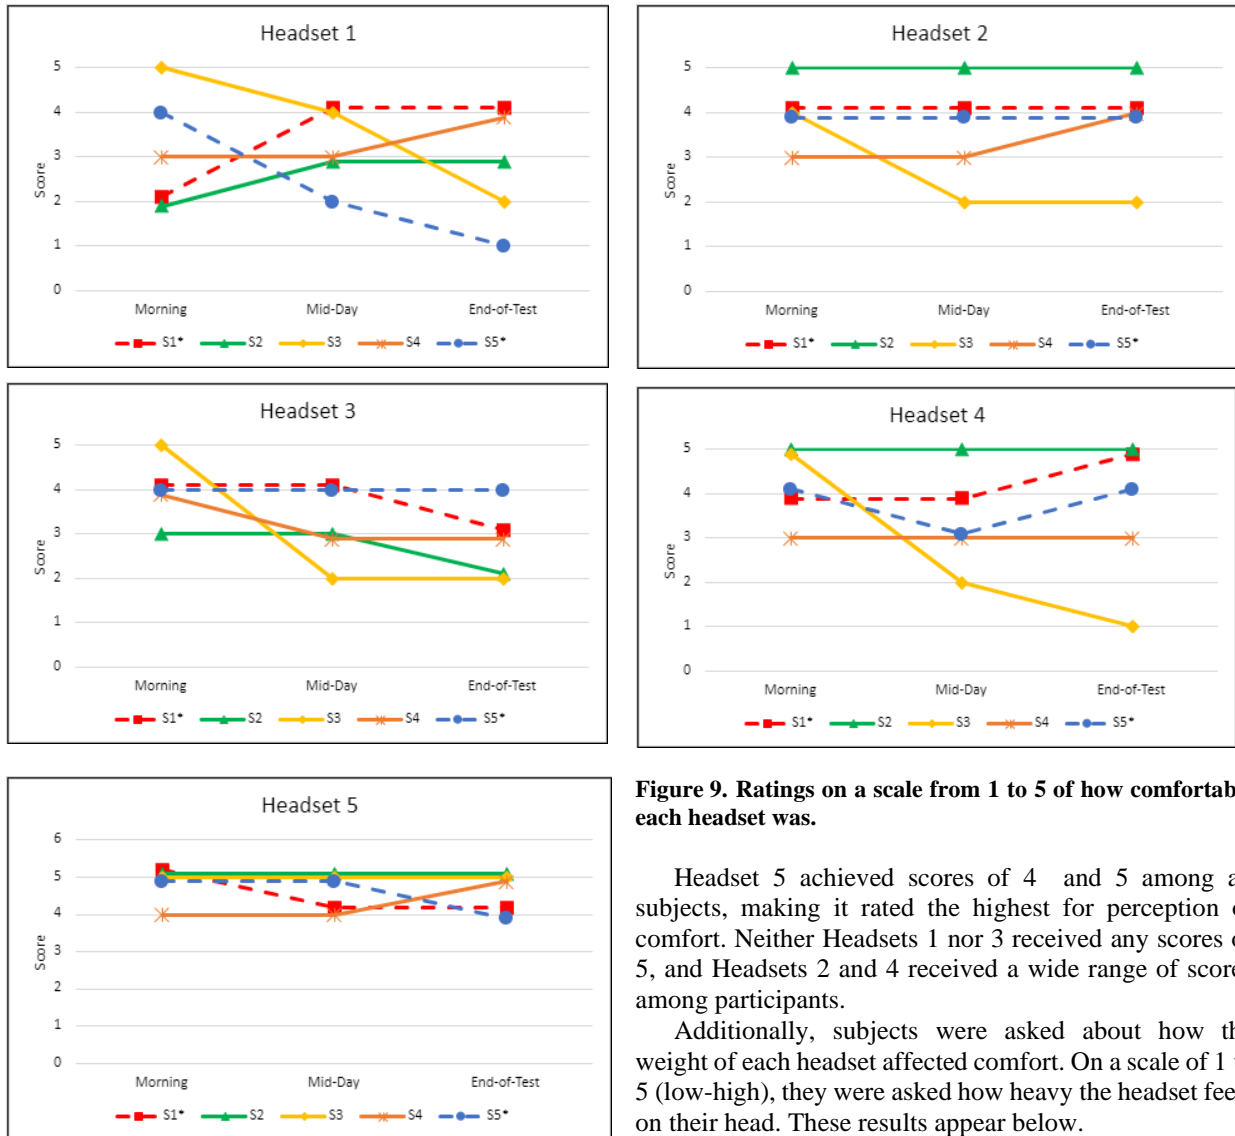 Headset 1
5
4
3
2
1
0
Score
Morning Mid-Day End-of-Test
S1* S2 S3 S4 S5*
Headset 2
5
4
3
2
1
0
Score
Morning Mid-Day End-of-Test
S1* S2 S3 S4 S5*
Headset 3
5
4
3
2
1
0
Score
Morning Mid-Day End-of-Test
S1* S2 S3 S4 S5*
Headset 4
5
4
3
2
1
0
Score
Morning Mid-Day End-of-Test
S1* S2 S3 S4 S5*
Headset 5
6
5
4
3
2
1
0
Score
Morning Mid-Day End-of-Test
S1* S2 S3 S4 S5*
Figure 9. Ratings on a scale from 1 to 5 of how comfortab
each headset was.
Headset 5 achieved scores of 4 and 5 among a
subjects, making it rated the highest for perception o
comfort. Neither Headsets 1 nor 3 received any scores o
5, and Headsets 2 and 4 received a wide range of score
among participants.
Additionally, subjects were asked about how th
weight of each headset affected comfort. On a scale of 1 t
5 (low-high), they were asked how heavy the headset fee
on their head. These results appear below.